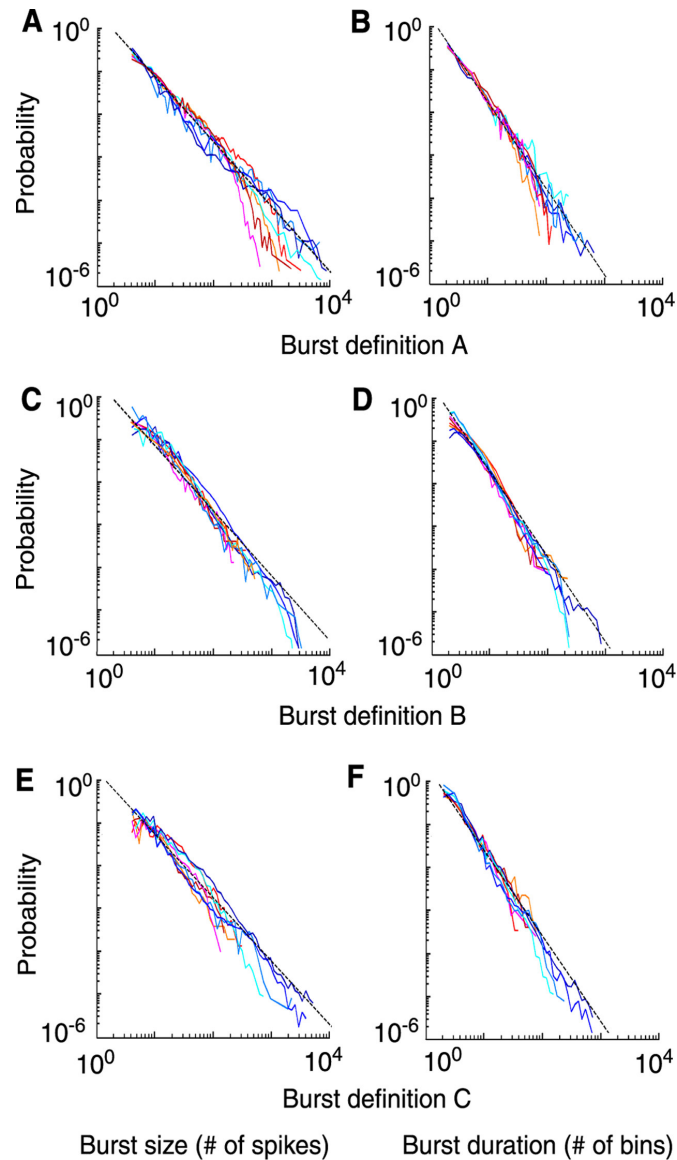 A
B
10^0
10^0
Probability
10^-6
10^0
10^4
10^0
10^4
Burst definition A
C
D
10^0
10^0
Probability
10^-6
10^-6
10^0
10^4
10^0
10^4
Burst definition B
E
F
10^0
10^0
Probability
10^-6
10^-6
10^0
10^4
10^0
10^4
Burst definition C
Burst size (# of spikes)
Burst duration (# of bins)